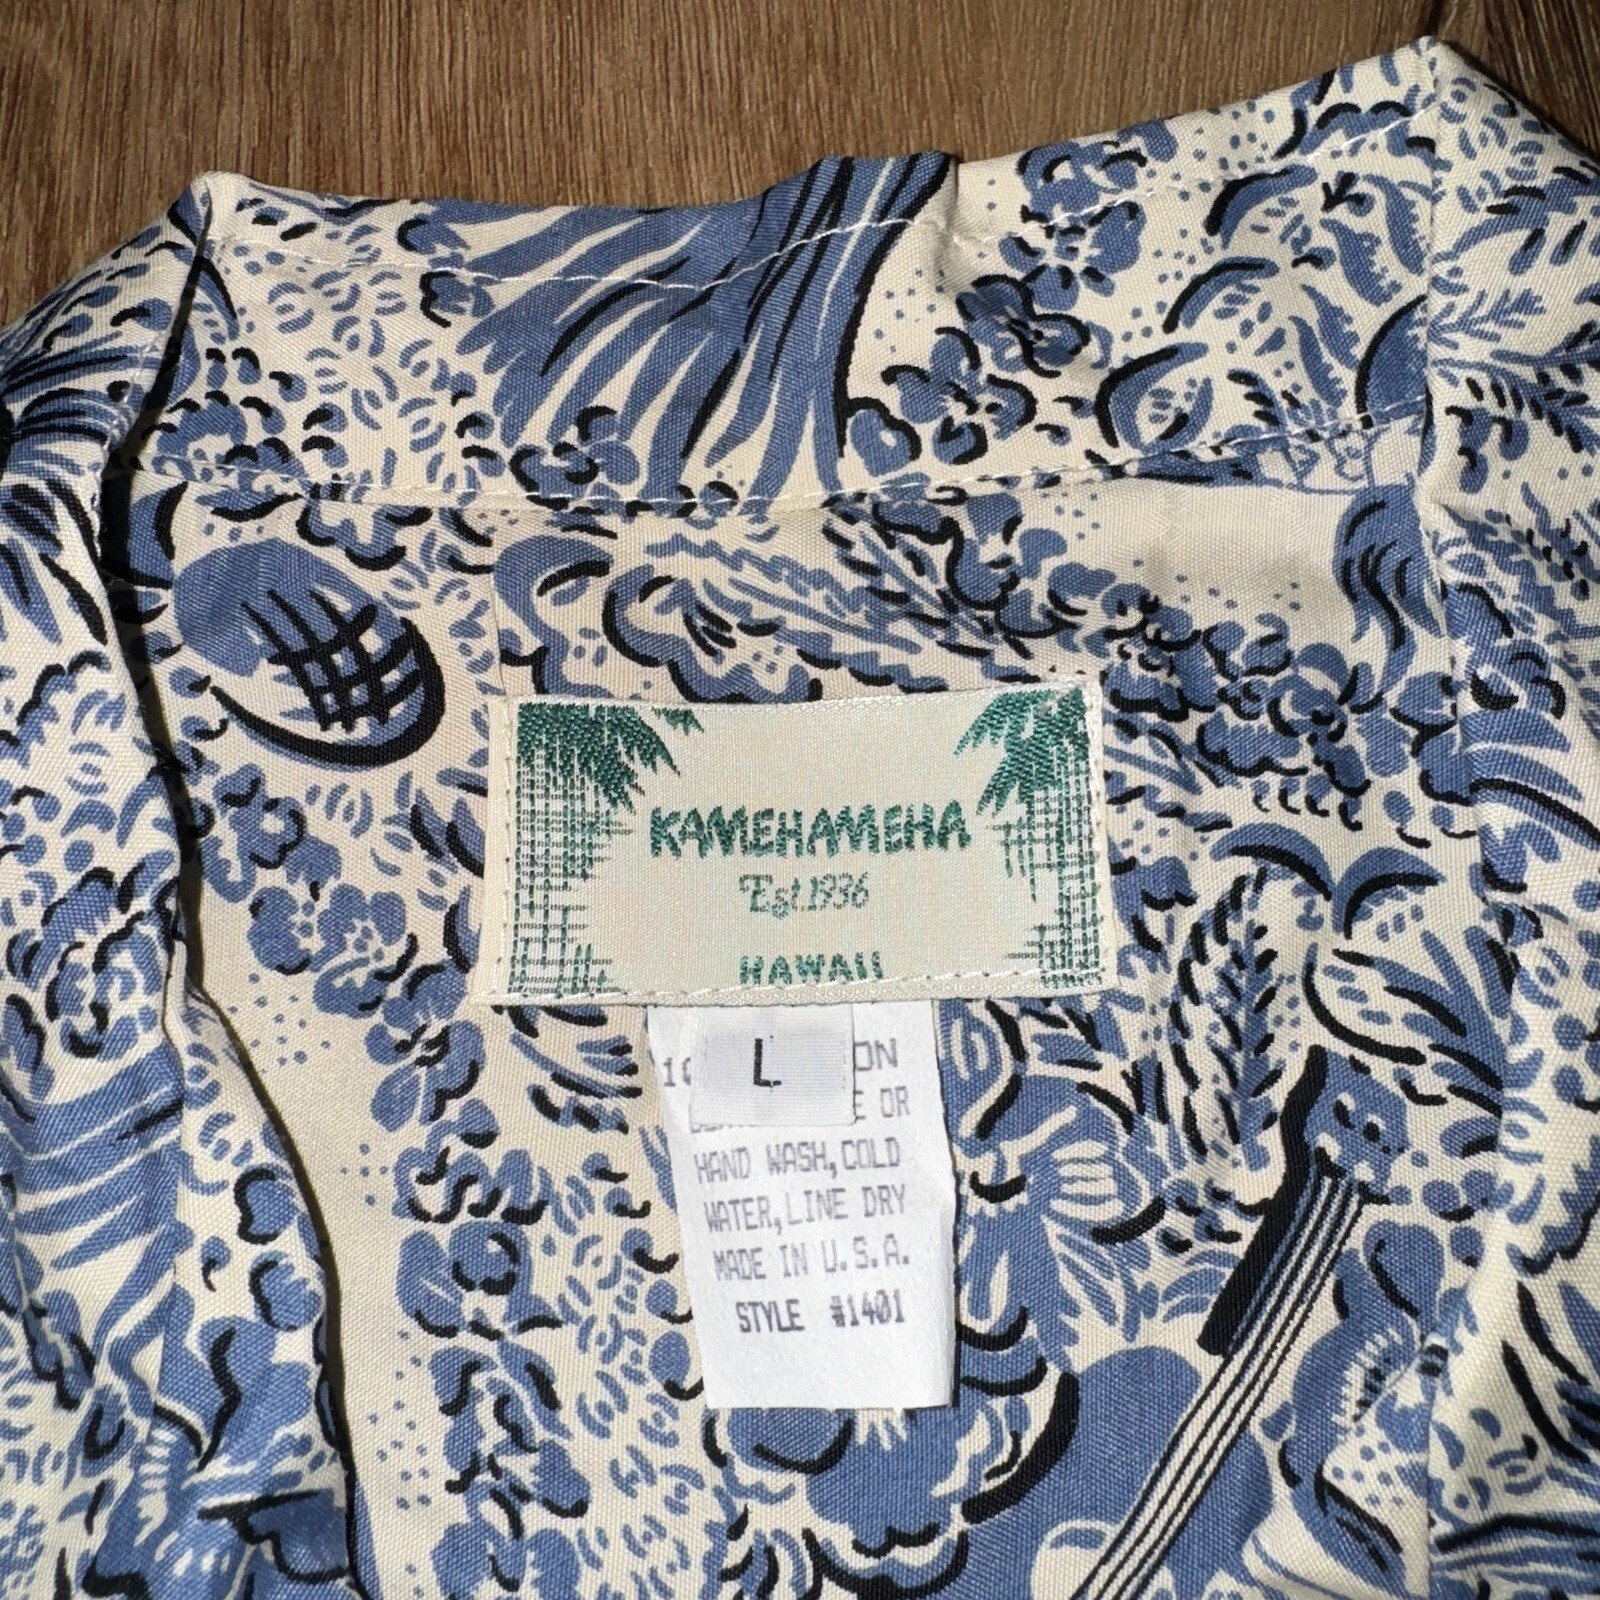 KAMEHAMEHA
Est.1936
HAWAII
L
HAND WASH,COLD
WATER,LINE DRY
MADE IN U.S.A.
STYLE #1401